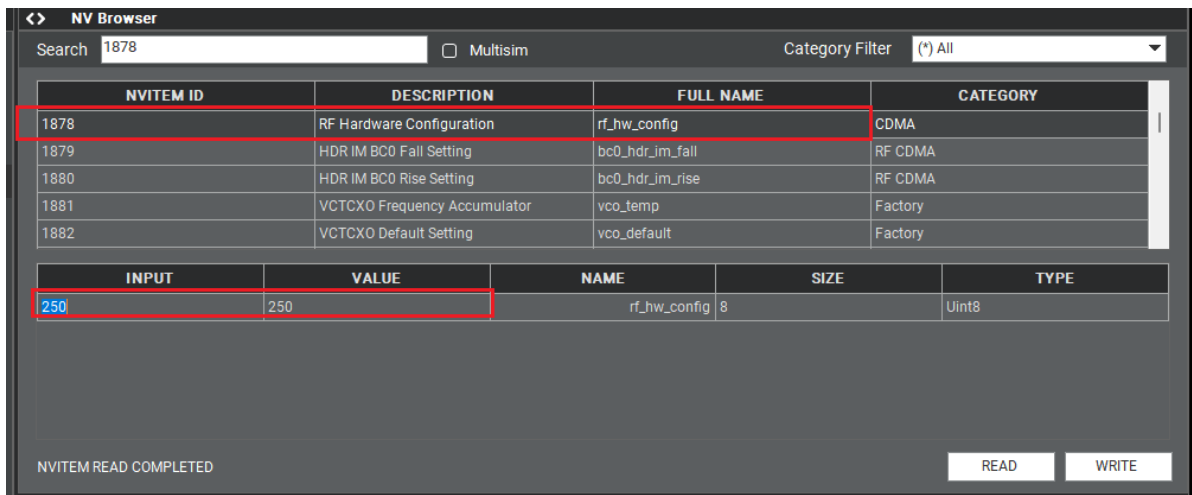 <> NV Browser
Search 1878 Multisim Category Filter (*) All
NVITEM ID DESCRIPTION FULL NAME CATEGORY
1878 RF Hardware Configuration rf_hw_config CDMA
1879 HDR IM BC0 Fall Setting bc0_hdr_im_fall RF CDMA
1880 HDR IM BC0 Rise Setting bc0_hdr_im_rise RF CDMA
1881 VCTCXO Frequency Accumulator vco_temp Factory
1882 VCTCXO Default Setting vco_default Factory
INPUT VALUE NAME SIZE TYPE
250 250 rf_hw_config 8 Uint8
NVITEM READ COMPLETED READ WRITE